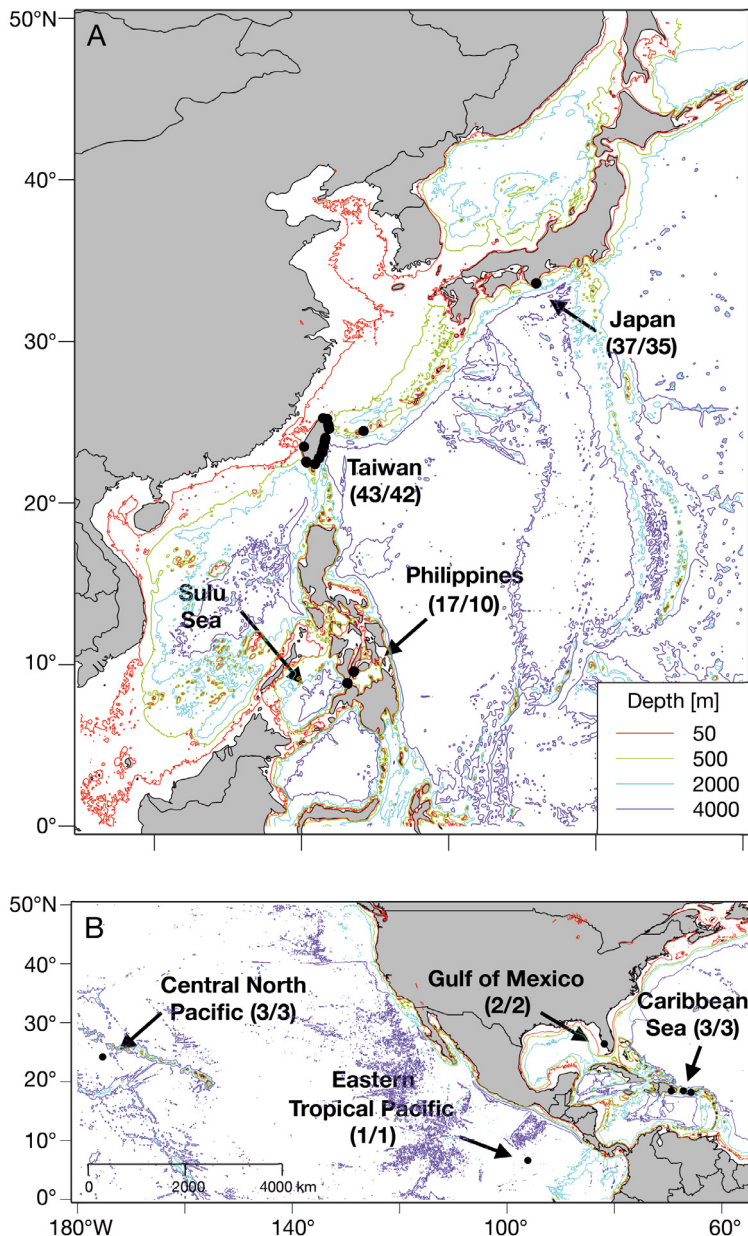 50°N
A
40°
30°
20°
10°
0°
Japan
(37/35)
Taiwan
(43/42)
Philippines
(17/10)
Sulu
Sea
Depth [m]
50
500
2000
4000
50°N
B
40°
30°
20°
10°
0°
Central North
Pacific (3/3)
Gulf of Mexico
(2/2)
Caribbean
Sea (3/3)
Eastern
Tropical Pacific
(1/1)
0 2000 4000 km
180°W 140° 120° 100° 80° 60°